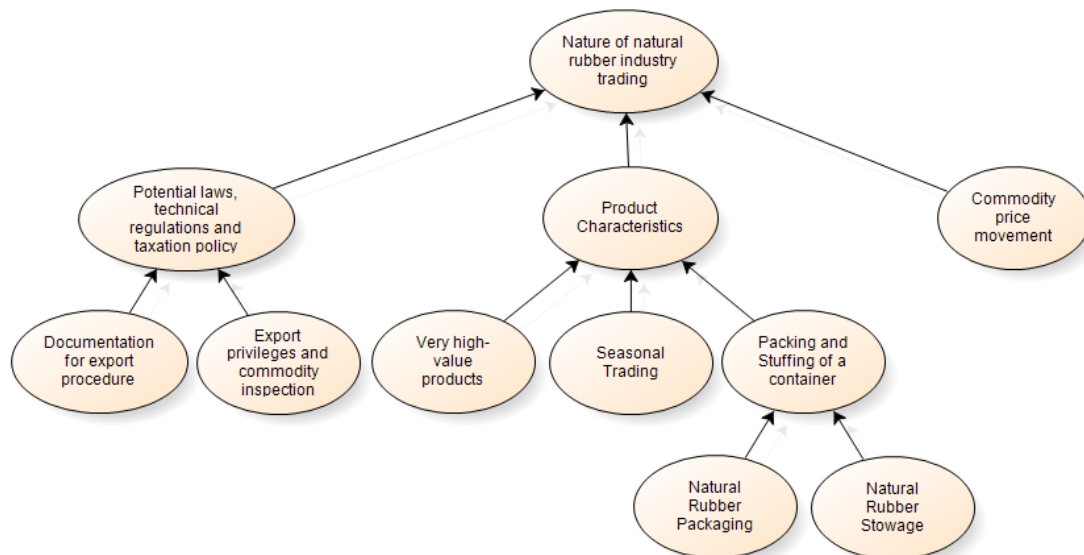 Nature of natural
rubber industry
trading
Potential laws,
technical
regulations and
taxation policy
Product
Characteristics
Commodity
price
movement
Documentation
for export
procedure
Export
privileges and
commodity
inspection
Very high-
value
products
Seasonal
Trading
Packing and
Stuffing of a
container
Natural
Rubber
Packaging
Natural
Rubber
Stowage